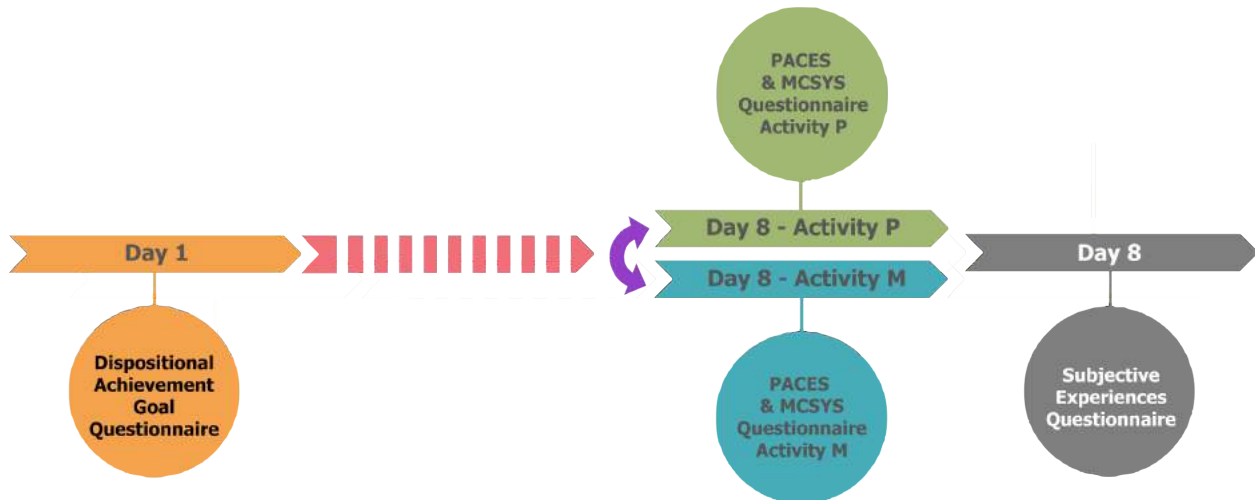 Day 1
Dispositional
Achievement
Goal
Questionnaire
PACES
& MCSYS
Questionnaire
Activity P
Day 8 - Activity P
Day 8 - Activity M
PACES
& MCSYS
Questionnaire
Activity M
Day 8
Subjective
Experiences
Questionnaire